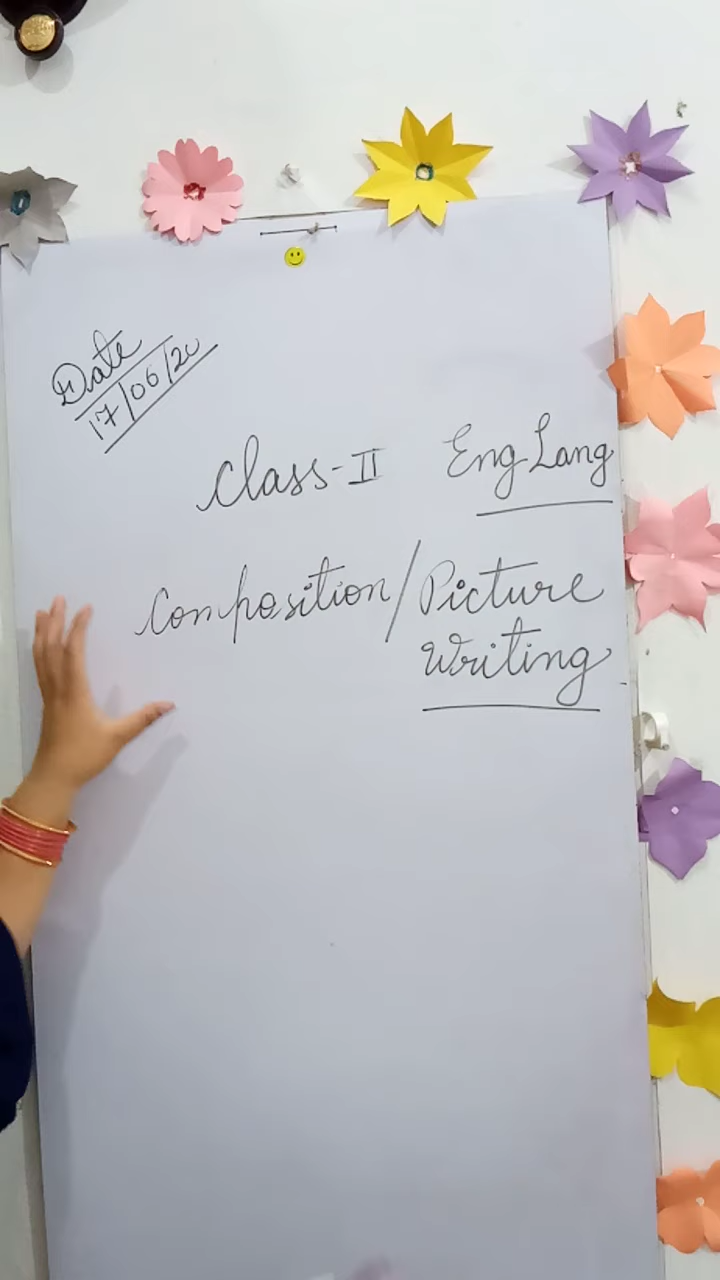 Date
17/06/20
Class-II Eng Lang
Composition/Picture
Writing